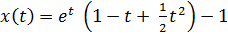 x(t) = e^t (1 − t + ½t²) − 1